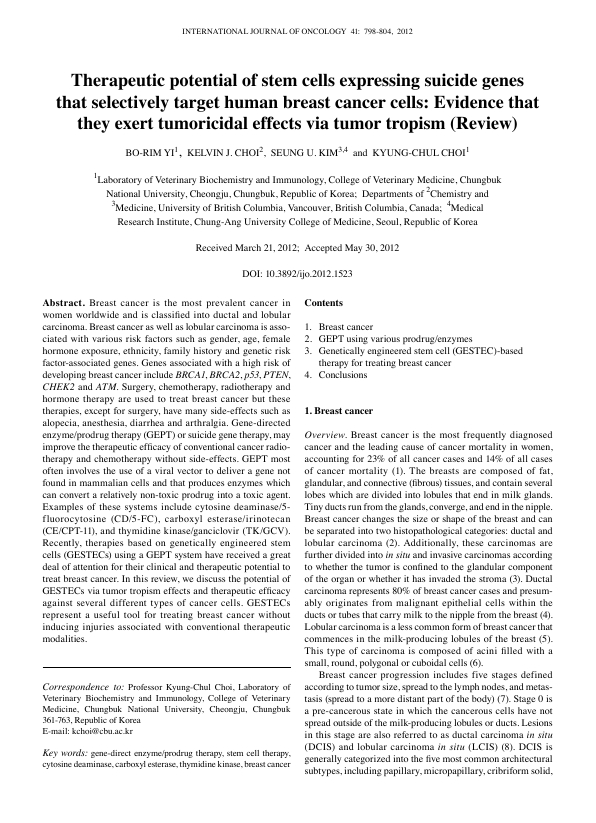 INTERNATIONAL JOURNAL OF ONCOLOGY 41: 798-804, 2012
Therapeutic potential of stem cells expressing suicide genes
that selectively target human breast cancer cells: Evidence that
they exert tumoricidal effects via tumor tropism (Review)
BO-RIM YI1, KELVIN J. CHOI2, SEUNG U. KIM3,4 and KYUNG-CHUL CHOI1
1Laboratory of Veterinary Biochemistry and Immunology, College of Veterinary Medicine, Chungbuk
National University, Cheongju, Chungbuk, Republic of Korea; Departments of 2Chemistry and
3Medicine, University of British Columbia, Vancouver, British Columbia, Canada; 4Medical
Research Institute, Chung-Ang University College of Medicine, Seoul, Republic of Korea
Received March 21, 2012; Accepted May 30, 2012
DOI: 10.3892/ijo.2012.1523
Abstract. Breast cancer is the most prevalent cancer in
women worldwide and is classified into ductal and lobular
carcinoma. Breast cancer as well as lobular carcinoma is asso-
ciated with various risk factors such as gender, age, female
hormone exposure, ethnicity, family history and genetic risk
factor-associated genes. Genes associated with a high risk of
developing breast cancer include BRCA1, BRCA2, p53, PTEN,
CHEK2 and ATM. Surgery, chemotherapy, radiotherapy and
hormone therapy are used to treat breast cancer but these
therapies, except for surgery, have many side-effects such as
alopecia, anesthesia, diarrhea and arthralgia. Gene-directed
enzyme/prodrug therapy (GEPT) or suicide gene therapy, may
improve the therapeutic efficacy of conventional cancer radio-
therapy and chemotherapy without side-effects. GEPT most
often involves the use of a viral vector to deliver a gene not
found in mammalian cells and that produces enzymes which
can convert a relatively non-toxic prodrug into a toxic agent.
Examples of these systems include cytosine deaminase/5-
fluorocytosine (CD/5-FC), carboxyl esterase/irinotecan
(CE/CPT-11), and thymidine kinase/ganciclovir (TK/GCV).
Recently, therapies based on genetically engineered stem
cells (GESTECs) using a GEPT system have received a great
deal of attention for their clinical and therapeutic potential to
treat breast cancer. In this review, we discuss the potential of
GESTECs via tumor tropism effects and therapeutic efficacy
against several different types of cancer cells. GESTECs
represent a useful tool for treating breast cancer without
inducing injuries associated with conventional therapeutic
modalities.
Correspondence to: Professor Kyung-Chul Choi, Laboratory of
Veterinary Biochemistry and Immunology, College of Veterinary
Medicine, Chungbuk National University, Cheongju, Chungbuk
361-763, Republic of Korea
E-mail: kchoi@cbu.ac.kr
Key words: gene-direct enzyme/prodrug therapy, stem cell therapy,
cytosine deaminase, carboxyl esterase, thymidine kinase, breast cancer
Contents
1. Breast cancer
2. GEPT using various prodrug/enzymes
3. Genetically engineered stem cell (GESTEC)-based
therapy for treating breast cancer
4. Conclusions
1. Breast cancer
Overview. Breast cancer is the most frequently diagnosed
cancer and the leading cause of cancer mortality in women,
accounting for 23% of all cancer cases and 14% of all cases
of cancer mortality (1). The breasts are composed of fat,
glandular, and connective (fibrous) tissues, and contain several
lobes which are divided into lobules that end in milk glands.
Tiny ducts run from the glands, converge, and end in the nipple.
Breast cancer changes the size or shape of the breast and can
be separated into two histopathological categories: ductal and
lobular carcinoma (2). Additionally, these carcinomas are
further divided into in situ and invasive carcinomas according
to whether the tumor is confined to the glandular component
of the organ or whether it has invaded the stroma (3). Ductal
carcinoma represents 80% of breast cancer cases and presum-
ably originates from malignant epithelial cells within the
ducts or tubes that carry milk to the nipple from the breast (4).
Lobular carcinoma is a less common form of breast cancer that
commences in the milk-producing lobules of the breast (5).
This type of carcinoma is composed of acini filled with a
small, round, polygonal or cuboidal cells (6).
Breast cancer progression includes five stages defined
according to tumor size, spread to the lymph nodes, and metas-
tasis (spread to a more distant part of the body) (7). Stage 0 is
a pre-cancerous state in which the cancerous cells have not
spread outside of the milk-producing lobules or ducts. Lesions
in this stage are also referred to as ductal carcinoma in situ
(DCIS) and lobular carcinoma in situ (LCIS) (8). DCIS is
generally categorized into the five most common architectural
subtypes, including papillary, micropapillary, cribriform solid,